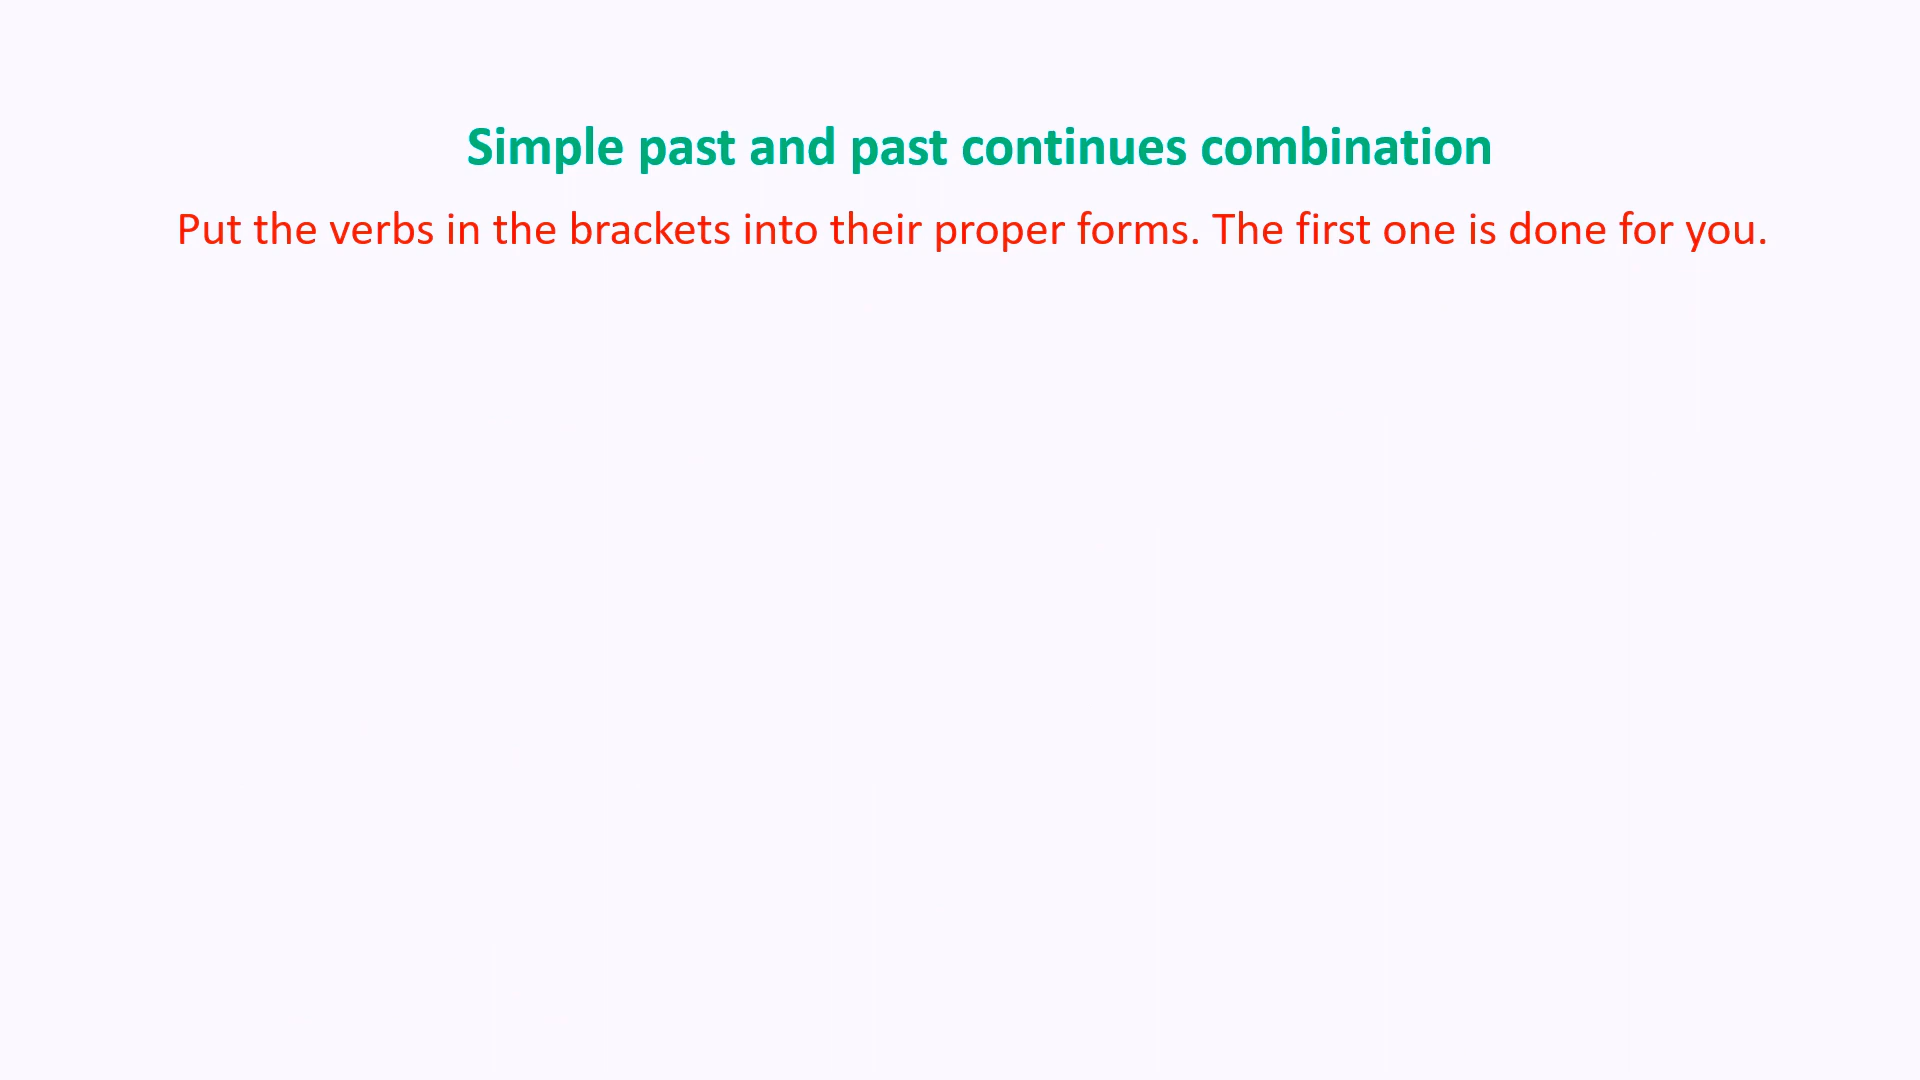 Simple past and past continues combination
Put the verbs in the brackets into their proper forms. The first one is done for you.